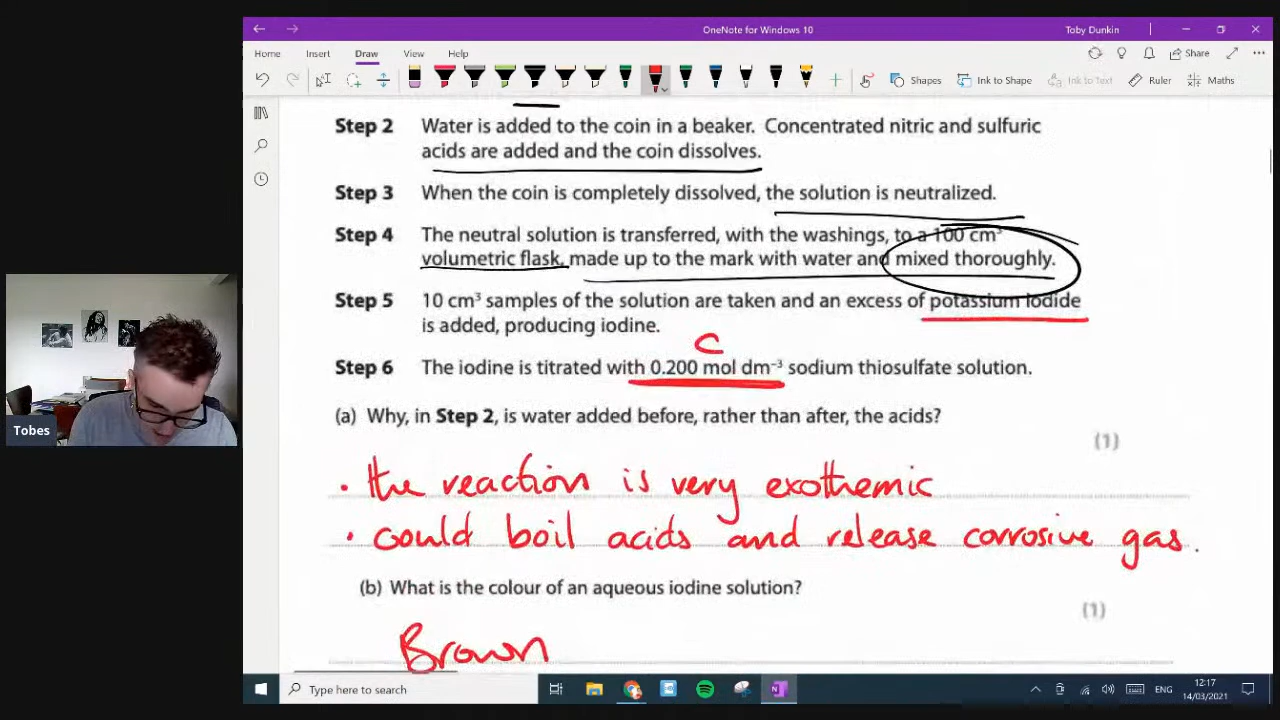 OneNote for Windows 10
Toby Dunkin
Home Insert Draw View Help
Share
Shapes Ink to Shape Ink to Text Ruler Maths
Step 2 Water is added to the coin in a beaker. Concentrated nitric and sulfuric
acids are added and the coin dissolves.
Step 3 When the coin is completely dissolved, the solution is neutralized.
Step 4 The neutral solution is transferred, with the washings, to a 100 cm³
volumetric flask, made up to the mark with water and mixed thoroughly.
Step 5 10 cm³ samples of the solution are taken and an excess of potassium iodide
is added, producing iodine.
C
Step 6 The iodine is titrated with 0.200 mol dm⁻³ sodium thiosulfate solution.
(a) Why, in Step 2, is water added before, rather than after, the acids?
(1)
• the reaction is very exothemic
• could boil acids and release corrosive gas.
(b) What is the colour of an aqueous iodine solution?
(1)
Brown
Tobes
Type here to search
ENG
12:17
14/03/2021